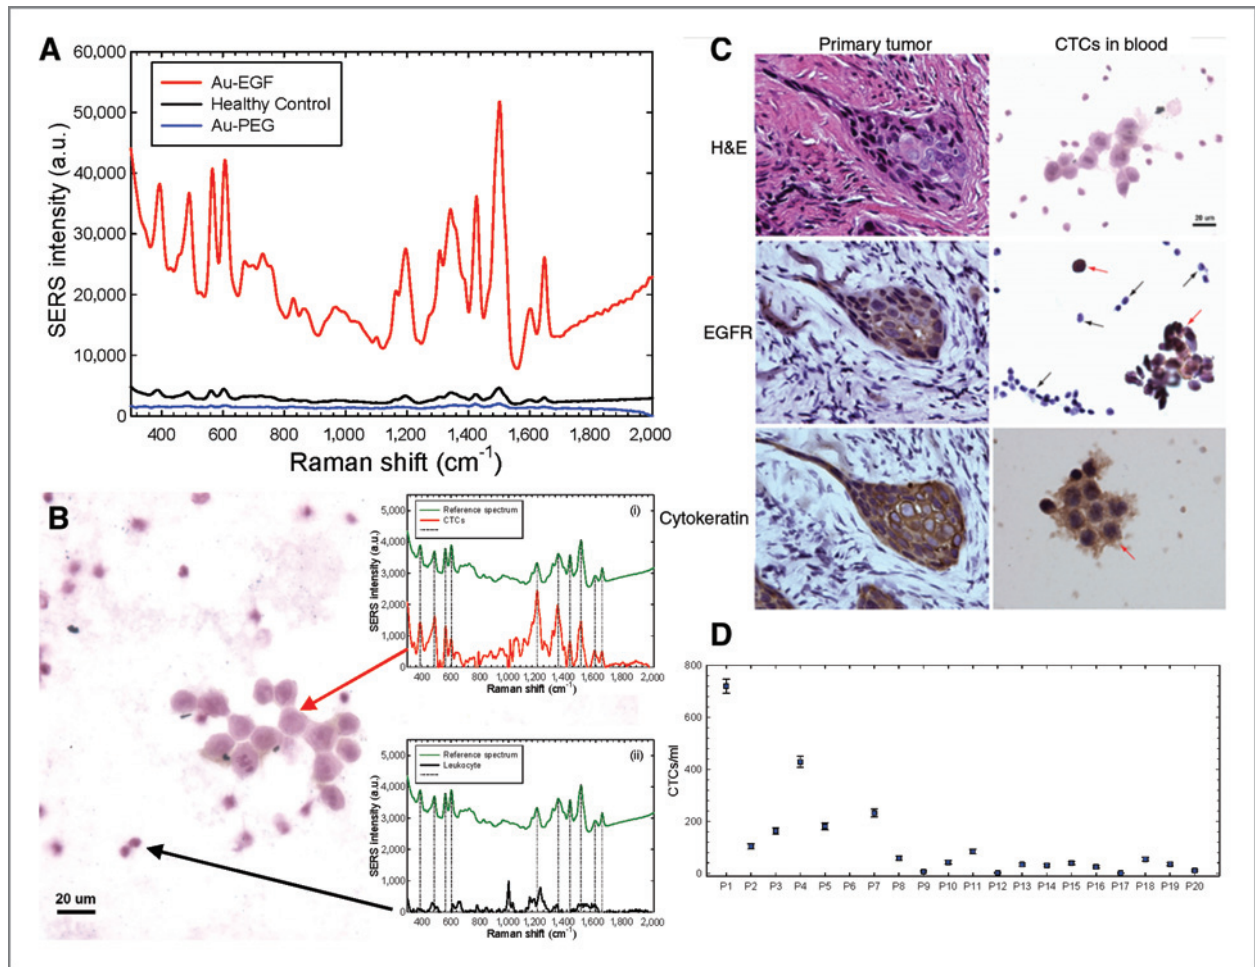 A
60,000
50,000
40,000
30,000
20,000
10,000
0
SERS intensity (a.u.)
Au-EGF
Healthy Control
Au-PEG
400 600 800 1,000 1,200 1,400 1,600 1,800 2,000
Raman shift (cm-1)
B
20 um
(i)
Reference spectrum
CTCs
4,000
3,000
2,000
1,000
0
SERS intensity (a.u.)
400 600 800 1,000 1,200 1,400 1,600 1,800 2,000
Raman shift (cm-1)
(ii)
Reference spectrum
Leukocyte
4,000
3,000
2,000
1,000
0
SERS intensity (a.u.)
400 600 800 1,000 1,200 1,400 1,600 1,800 2,000
Raman shift (cm-1)
C
Primary tumor CTCs in blood
H&E
20 um
EGFR
Cytokeratin
D
800
600
400
200
0
CTCs/ml
P1 P2 P3 P4 P5 P6 P7 P8 P9 P10 P11 P12 P13 P14 P15 P16 P17 P18 P19 P20